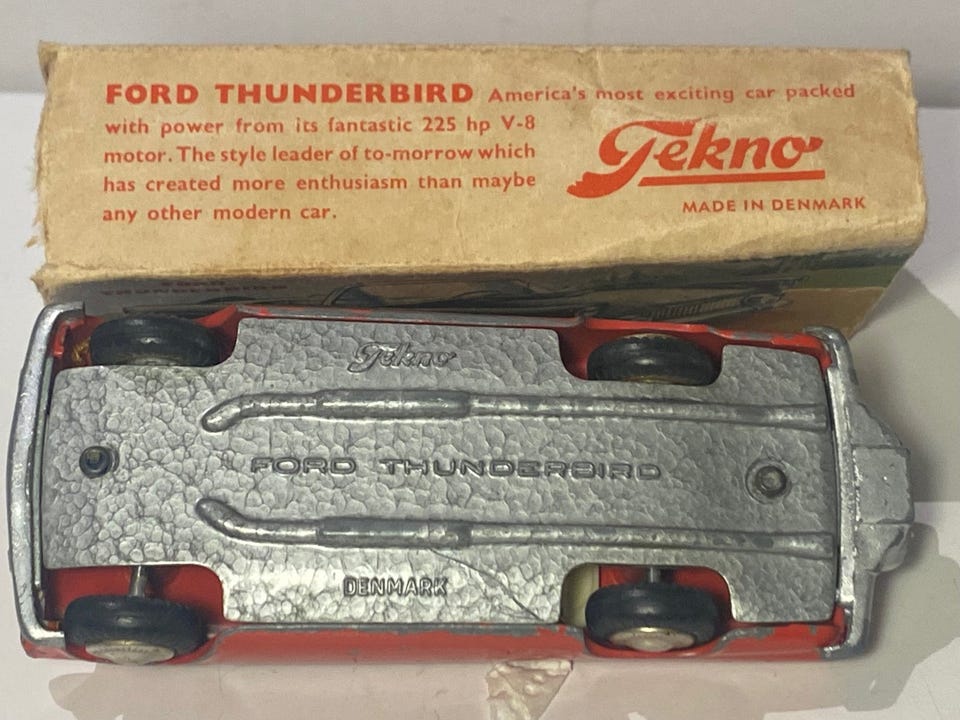 FORD THUNDERBIRD America's most exciting car packed
with power from its fantastic 225 hp V-8
motor. The style leader of to-morrow which
has created more enthusiasm than maybe
any other modern car.
Tekno
MADE IN DENMARK
FORD
THUNDERBIRD
Tekno
FORD THUNDERBIRD
DENMARK